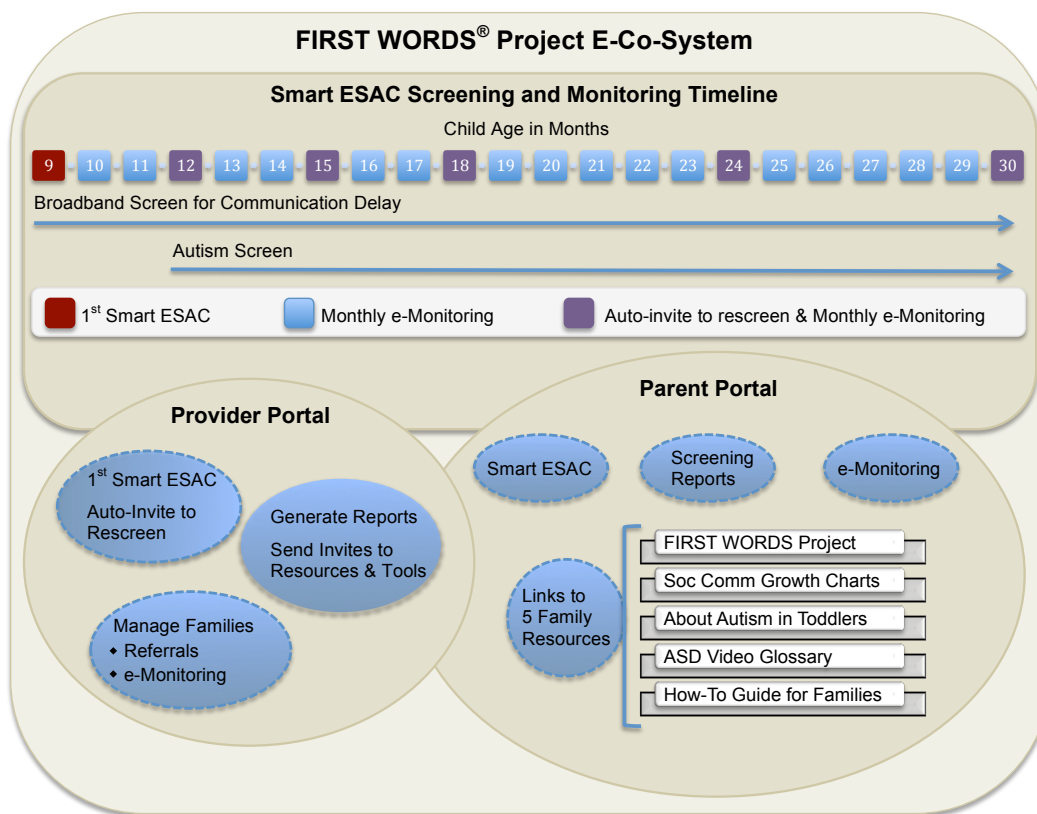 FIRST WORDS® Project E-Co-System
Smart ESAC Screening and Monitoring Timeline
Child Age in Months
9 10 11 12 13 14 15 16 17 18 19 20 21 22 23 24 25 26 27 28 29 30
Broadband Screen for Communication Delay
Autism Screen
1st Smart ESAC Monthly e-Monitoring Auto-invite to rescreen & Monthly e-Monitoring
Provider Portal
1st Smart ESAC
Auto-Invite to
Rescreen
Generate Reports
Send Invites to
Resources & Tools
Manage Families
◆ Referrals
◆ e-Monitoring
Parent Portal
Smart ESAC
Screening
Reports
e-Monitoring
Links to
5 Family
Resources
FIRST WORDS Project
Soc Comm Growth Charts
About Autism in Toddlers
ASD Video Glossary
How-To Guide for Families